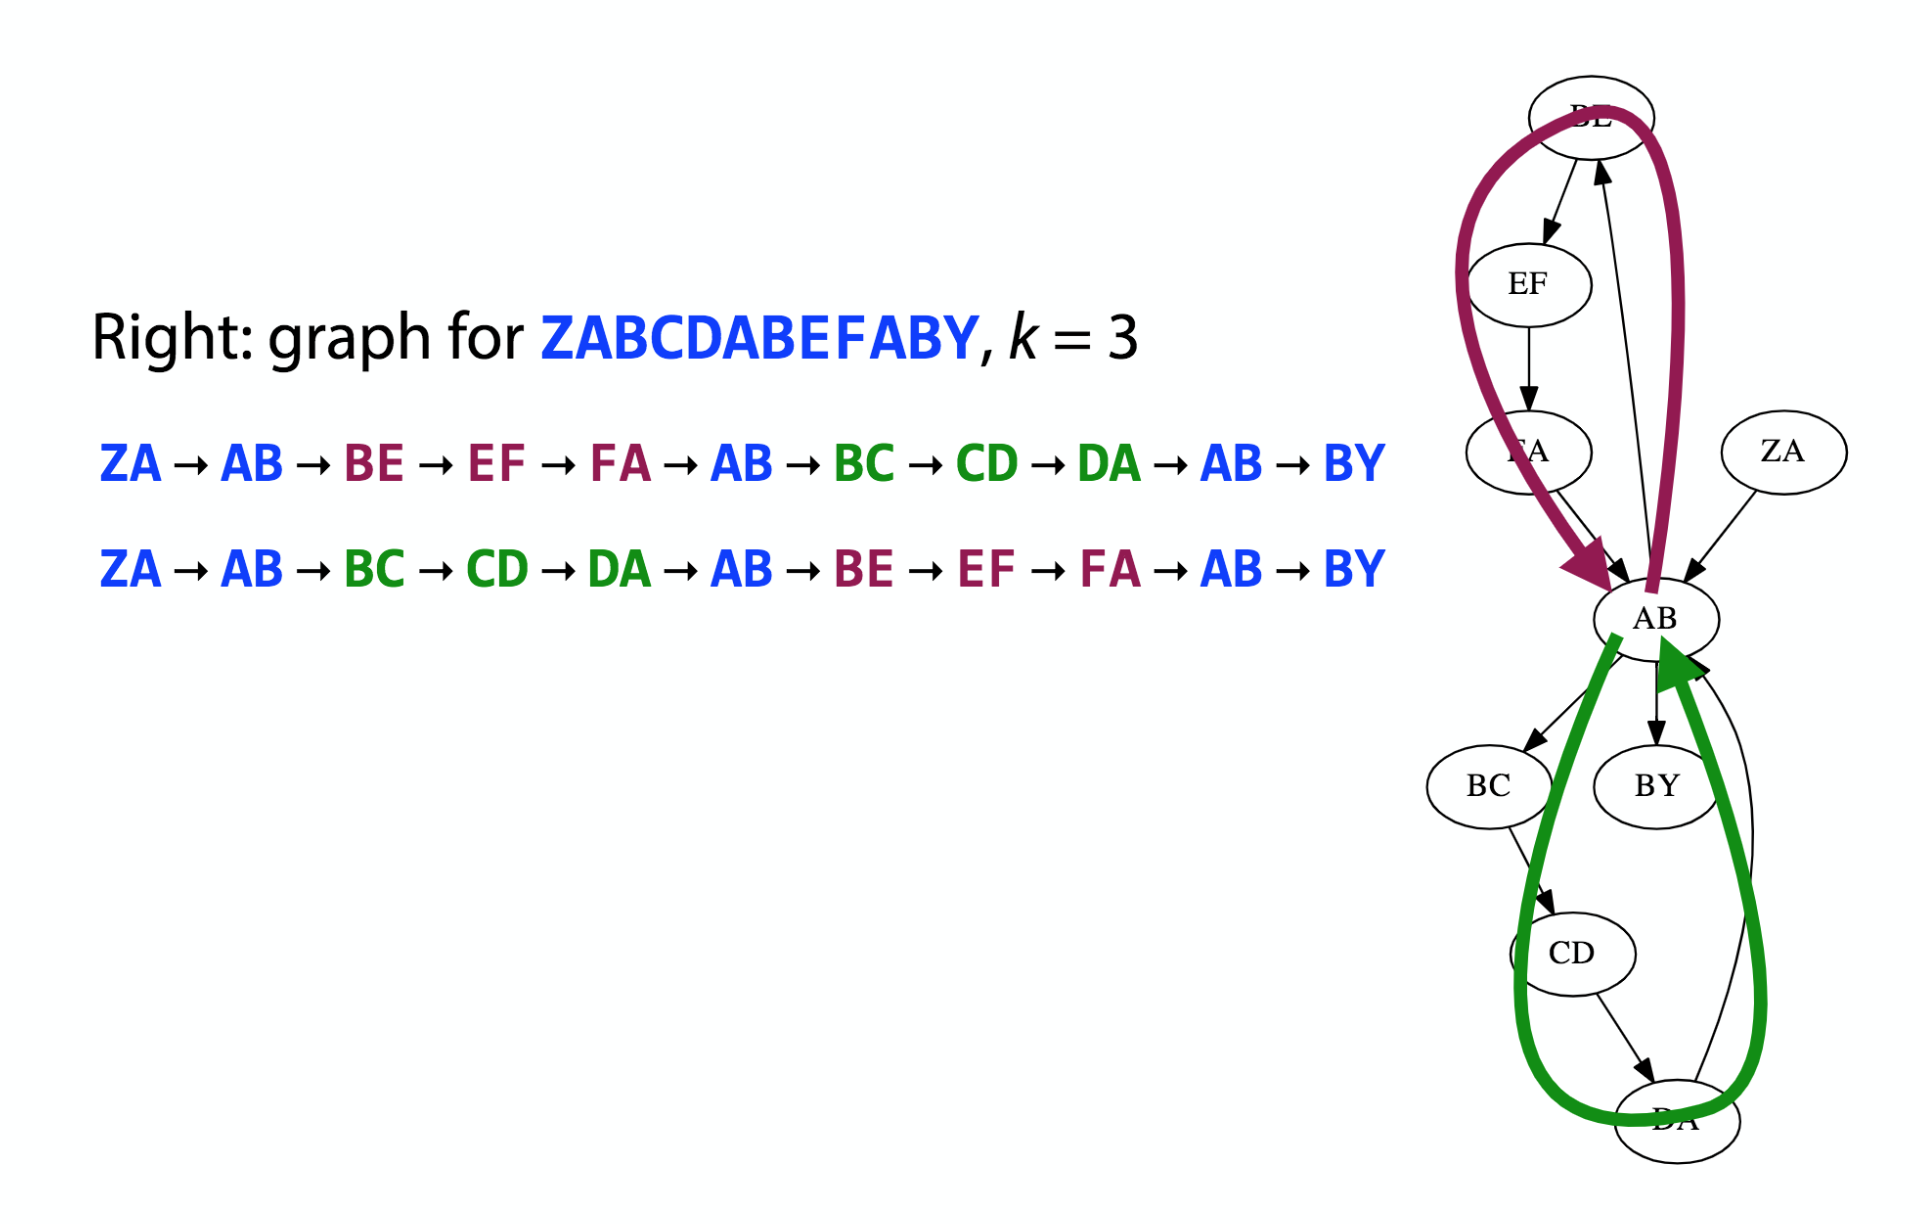 Right: graph for ZABCDABEFABY, k = 3
ZA → AB → BE → EF → FA → AB → BC → CD → DA → AB → BY
ZA → AB → BC → CD → DA → AB → BE → EF → FA → AB → BY
BE
EF
FA
ZA
AB
BC
BY
CD
DA